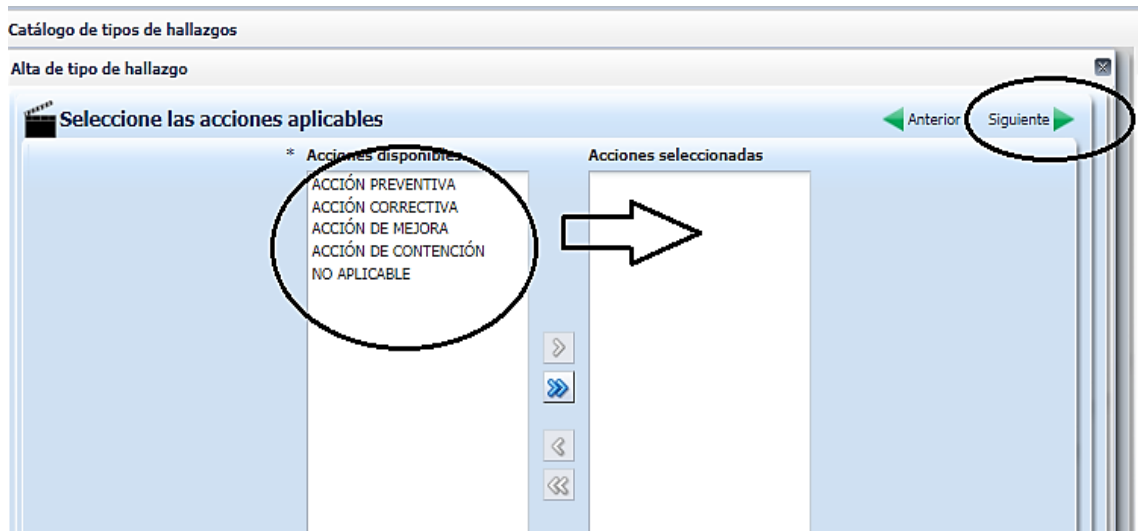 Catálogo de tipos de hallazgos
Alta de tipo de hallazgo
Seleccione las acciones aplicables
Anterior
Siguiente
* Acciones disponibles
Acciones seleccionadas
ACCIÓN PREVENTIVA
ACCIÓN CORRECTIVA
ACCIÓN DE MEJORA
ACCIÓN DE CONTENCIÓN
NO APLICABLE